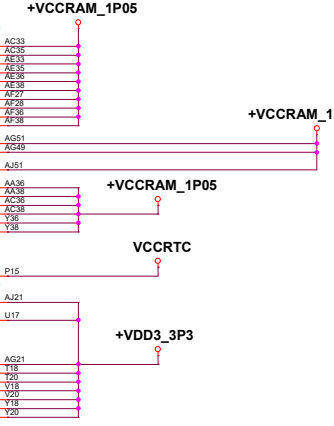 +VCCRAM_1P05
AC33
AC35
AE33
AE35
AE36
AE38
AF27
AF28
AF36
AF38
+VCCRAM_1
AG51
AG49
AJ51
+VCCRAM_1P05
AA36
AA38
AC36
AC38
Y36
Y38
VCCRTC
P15
AJ21
U17
+VDD3_3P3
AG21
T18
T20
V18
V20
Y18
Y20